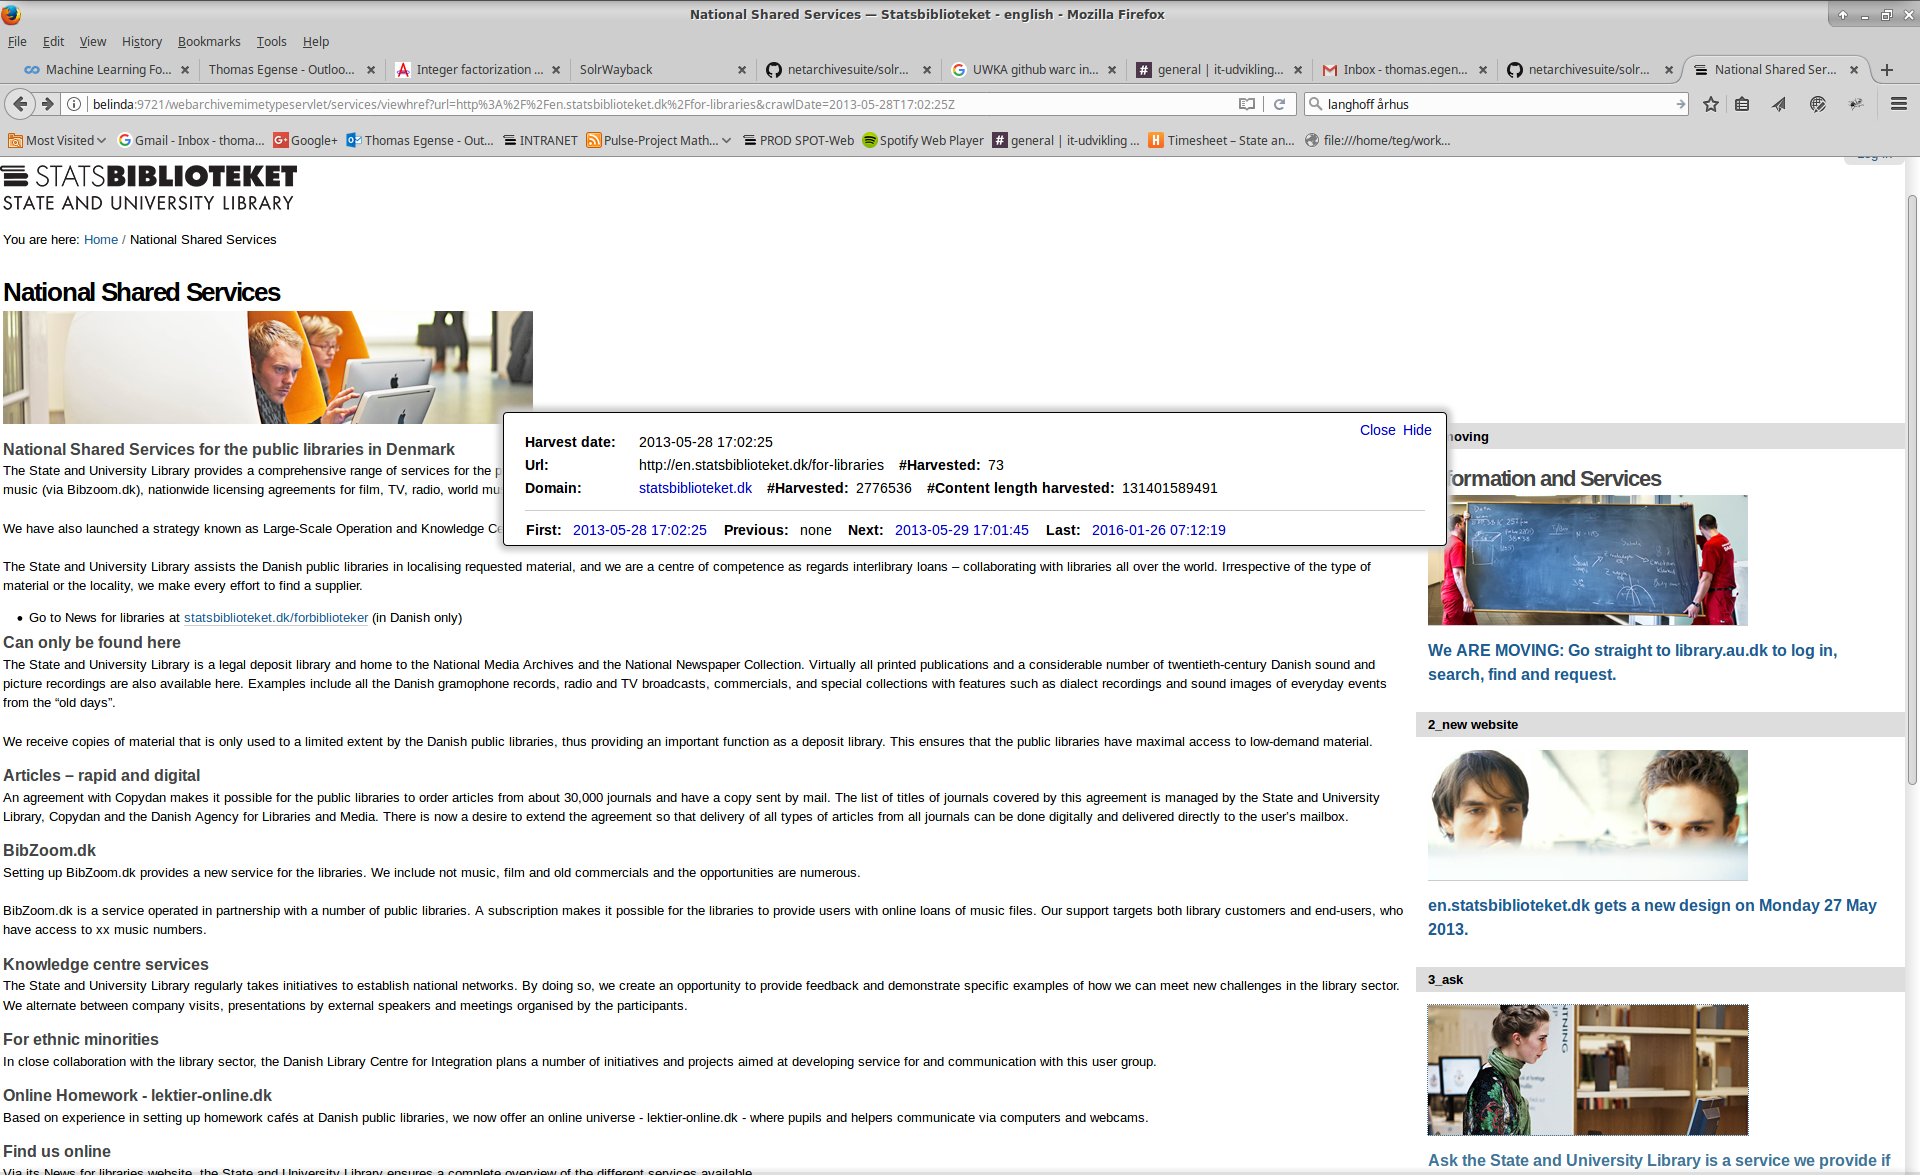 National Shared Services — Statsbiblioteket - english - Mozilla Firefox
File Edit View History Bookmarks Tools Help
Machine Learning Fo... Thomas Egense - Outloo... Integer factorization ... SolrWayback netarchivesuite/solr... UWKA github warc in... general | it-udvikling... Inbox - thomas.egen... netarchivesuite/solr... National Shared Ser...
belinda:9721/webarchivemimetypeservlet/services/viewhref?url=http%3A%2F%2Fen.statsbiblioteket.dk%2Ffor-libraries&crawlDate=2013-05-28T17:02:25Z langhoff århus
Most Visited Gmail - Inbox - thoma... Google+ Thomas Egense - Out... INTRANET Pulse-Project Math... PROD SPOT-Web Spotify Web Player general | it-udvikling ... Timesheet – State an... file:///home/teg/work...
STATSBIBLIOTEKET
STATE AND UNIVERSITY LIBRARY
You are here: Home / National Shared Services
National Shared Services
National Shared Services for the public libraries in Denmark
The State and University Library provides a comprehensive range of services for the
music (via Bibzoom.dk), nationwide licensing agreements for film, TV, radio, world
We have also launched a strategy known as Large-Scale Operation and Knowledge
Close Hide
Harvest date: 2013-05-28 17:02:25
Url: http://en.statsbiblioteket.dk/for-libraries #Harvested: 73
Domain: statsbiblioteket.dk #Harvested: 2776536 #Content length harvested: 131401589491
First: 2013-05-28 17:02:25 Previous: none Next: 2013-05-29 17:01:45 Last: 2016-01-26 07:12:19
The State and University Library assists the Danish public libraries in localising requested material, and we are a centre of competence as regards interlibrary loans – collaborating with libraries all over the world. Irrespective of the type of
material or the locality, we make every effort to find a supplier.
• Go to News for libraries at statsbiblioteket.dk/forbiblioteker (in Danish only)
Can only be found here
The State and University Library is a legal deposit library and home to the National Media Archives and the National Newspaper Collection. Virtually all printed publications and a considerable number of twentieth-century Danish sound and
picture recordings are also available here. Examples include all the Danish gramophone records, radio and TV broadcasts, commercials, and special collections with features such as dialect recordings and sound images of everyday events
from the “old days”.
We receive copies of material that is only used to a limited extent by the Danish public libraries, thus providing an important function as a deposit library. This ensures that the public libraries have maximal access to low-demand material.
Articles – rapid and digital
An agreement with Copydan makes it possible for the public libraries to order articles from about 30,000 journals and have a copy sent by mail. The list of titles of journals covered by this agreement is managed by the State and University
Library, Copydan and the Danish Agency for Libraries and Media. There is now a desire to extend the agreement so that delivery of all types of articles from all journals can be done digitally and delivered directly to the user's mailbox.
BibZoom.dk
Setting up BibZoom.dk provides a new service for the libraries. We include not music, film and old commercials and the opportunities are numerous.
BibZoom.dk is a service operated in partnership with a number of public libraries. A subscription makes it possible for the libraries to provide users with online loans of music files. Our support targets both library customers and end-users, who
have access to xx music numbers.
Knowledge centre services
The State and University Library regularly takes initiatives to establish national networks. By doing so, we create an opportunity to provide feedback and demonstrate specific examples of how we can meet new challenges in the library sector.
We alternate between company visits, presentations by external speakers and meetings organised by the participants.
For ethnic minorities
In close collaboration with the library sector, the Danish Library Centre for Integration plans a number of initiatives and projects aimed at developing service for and communication with this user group.
Online Homework - lektier-online.dk
Based on experience in setting up homework cafés at Danish public libraries, we now offer an online universe - lektier-online.dk - where pupils and helpers communicate via computers and webcams.
Find us online
Via its News for libraries website, the State and University Library ensures a complete overview of the different services available
oving
formation and Services
We ARE MOVING: Go straight to library.au.dk to log in,
search, find and request.
2_new website
en.statsbiblioteket.dk gets a new design on Monday 27 May
2013.
3_ask
Ask the State and University Library is a service we provide if